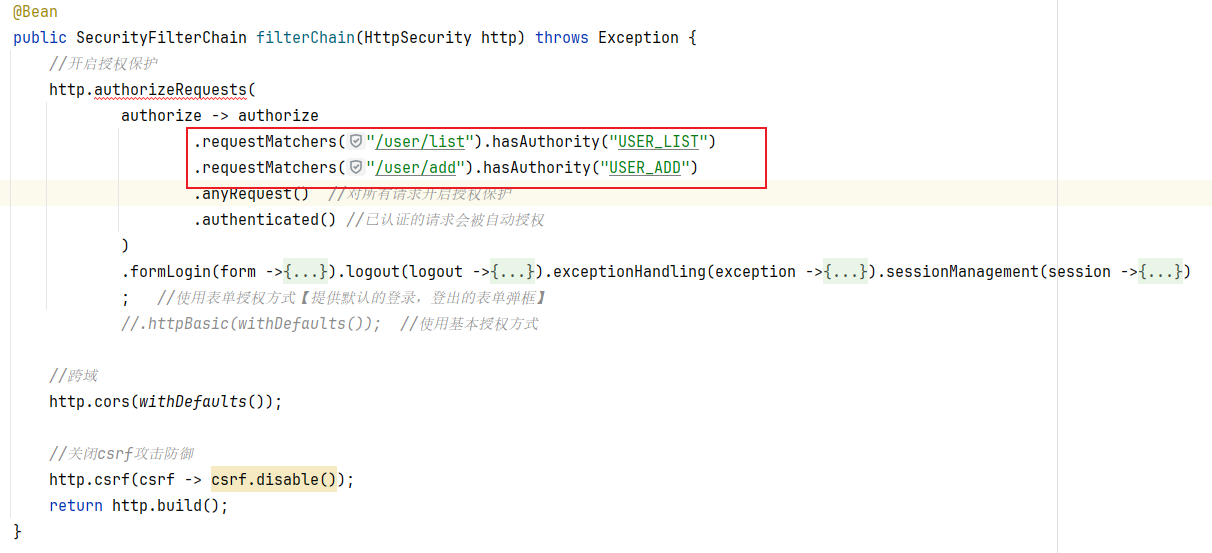 @Bean
public SecurityFilterChain filterChain(HttpSecurity http) throws Exception {
//开启授权保护
http.authorizeRequests(
authorize -> authorize
.requestMatchers("/user/list").hasAuthority("USER_LIST")
.requestMatchers("/user/add").hasAuthority("USER_ADD")
.anyRequest() //对所有请求开启授权保护
.authenticated() //已认证的请求会被自动授权
)
.formLogin(form ->{...}).logout(logout ->{...}).exceptionHandling(exception ->{...}).sessionManagement(session ->{...})
; //使用表单授权方式【提供默认的登录，登出的表单弹框】
//.httpBasic(withDefaults()); //使用基本授权方式
//跨域
http.cors(withDefaults());
//关闭csrf攻击防御
http.csrf(csrf -> csrf.disable());
return http.build();
}